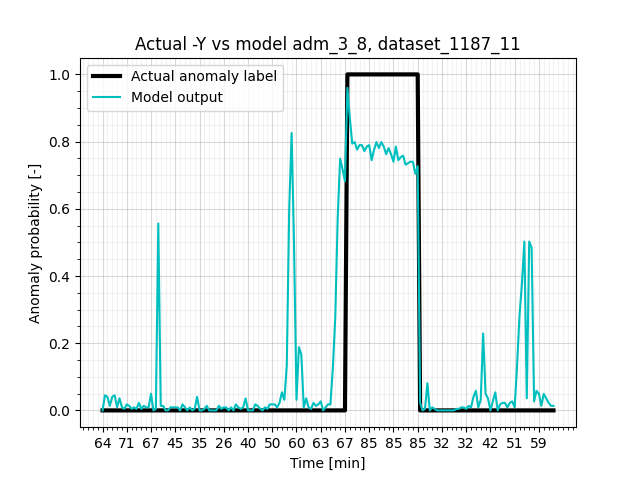 Actual -Y vs model adm_3_8, dataset_1187_11
Actual anomaly label
Model output
Anomaly probability [-]
1.0
0.8
0.6
0.4
0.2
0.0
64 71 67 45 35 26 40 50 60 63 67 85 85 85 32 32 42 51 59
Time [min]